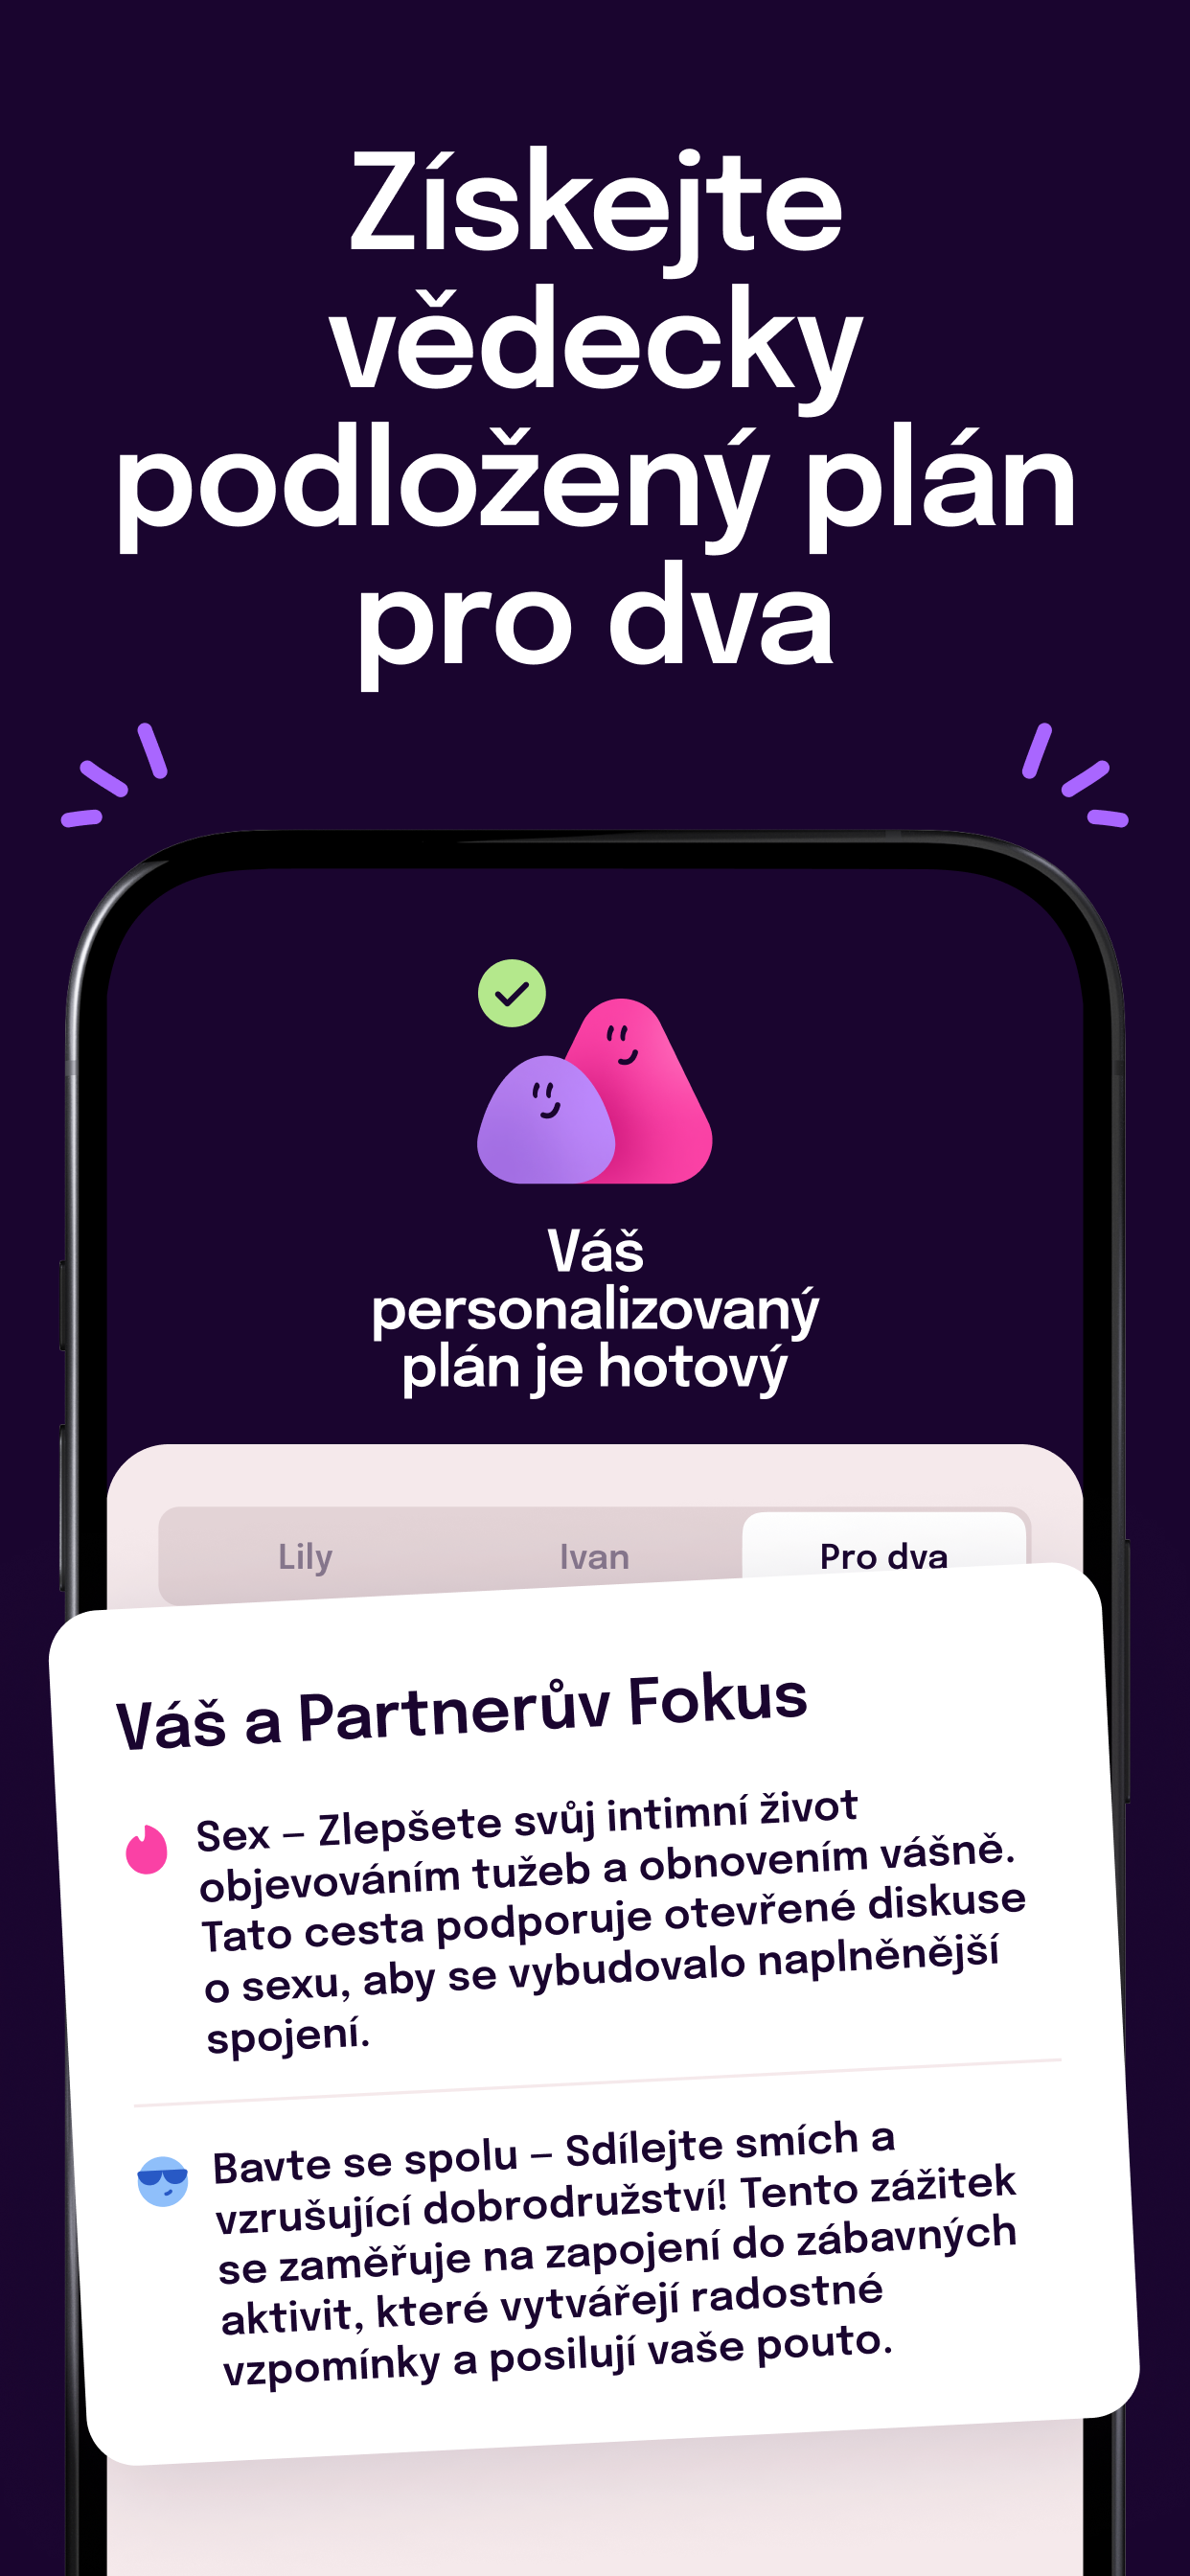 Získejte
vědecky
podložený plán
pro dva
Váš
personalizovaný
plán je hotový
Lily
Ivan
Pro dva
Váš a Partnerův Fokus
Sex – Zlepšete svůj intimní život
objevováním tužeb a obnovením vášně.
Tato cesta podporuje otevřené diskuse
o sexu, aby se vybudovalo naplněnější
spojení.
Bavte se spolu – Sdílejte smích a
vzrušující dobrodružství! Tento zážitek
se zaměřuje na zapojení do zábavných
aktivit, které vytvářejí radostné
vzpomínky a posilují vaše pouto.